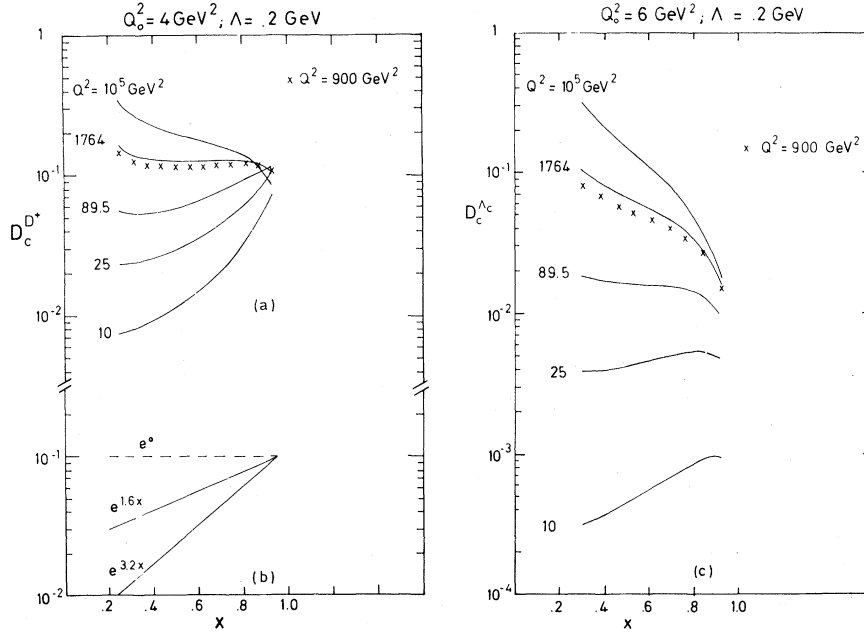 Q₀² = 4 GeV²; Λ = .2 GeV
1
Q² = 10⁵ GeV²
x Q² = 900 GeV²
1764
10⁻¹
89.5
D_c^{D⁺}
25
(a)
10⁻²
10
10⁻¹
e⁰
e^{1.6x}
e^{3.2x}
(b)
10⁻²
.2 .4 .6 .8 1.0
X
Q₀² = 6 GeV²; Λ = .2 GeV
1
Q² = 10⁵ GeV²
x Q² = 900 GeV²
1764
10⁻¹
D_c^{Λc}
89.5
10⁻²
25
10⁻³
10
(c)
10⁻⁴
.2 .4 .6 .8 1.0
X